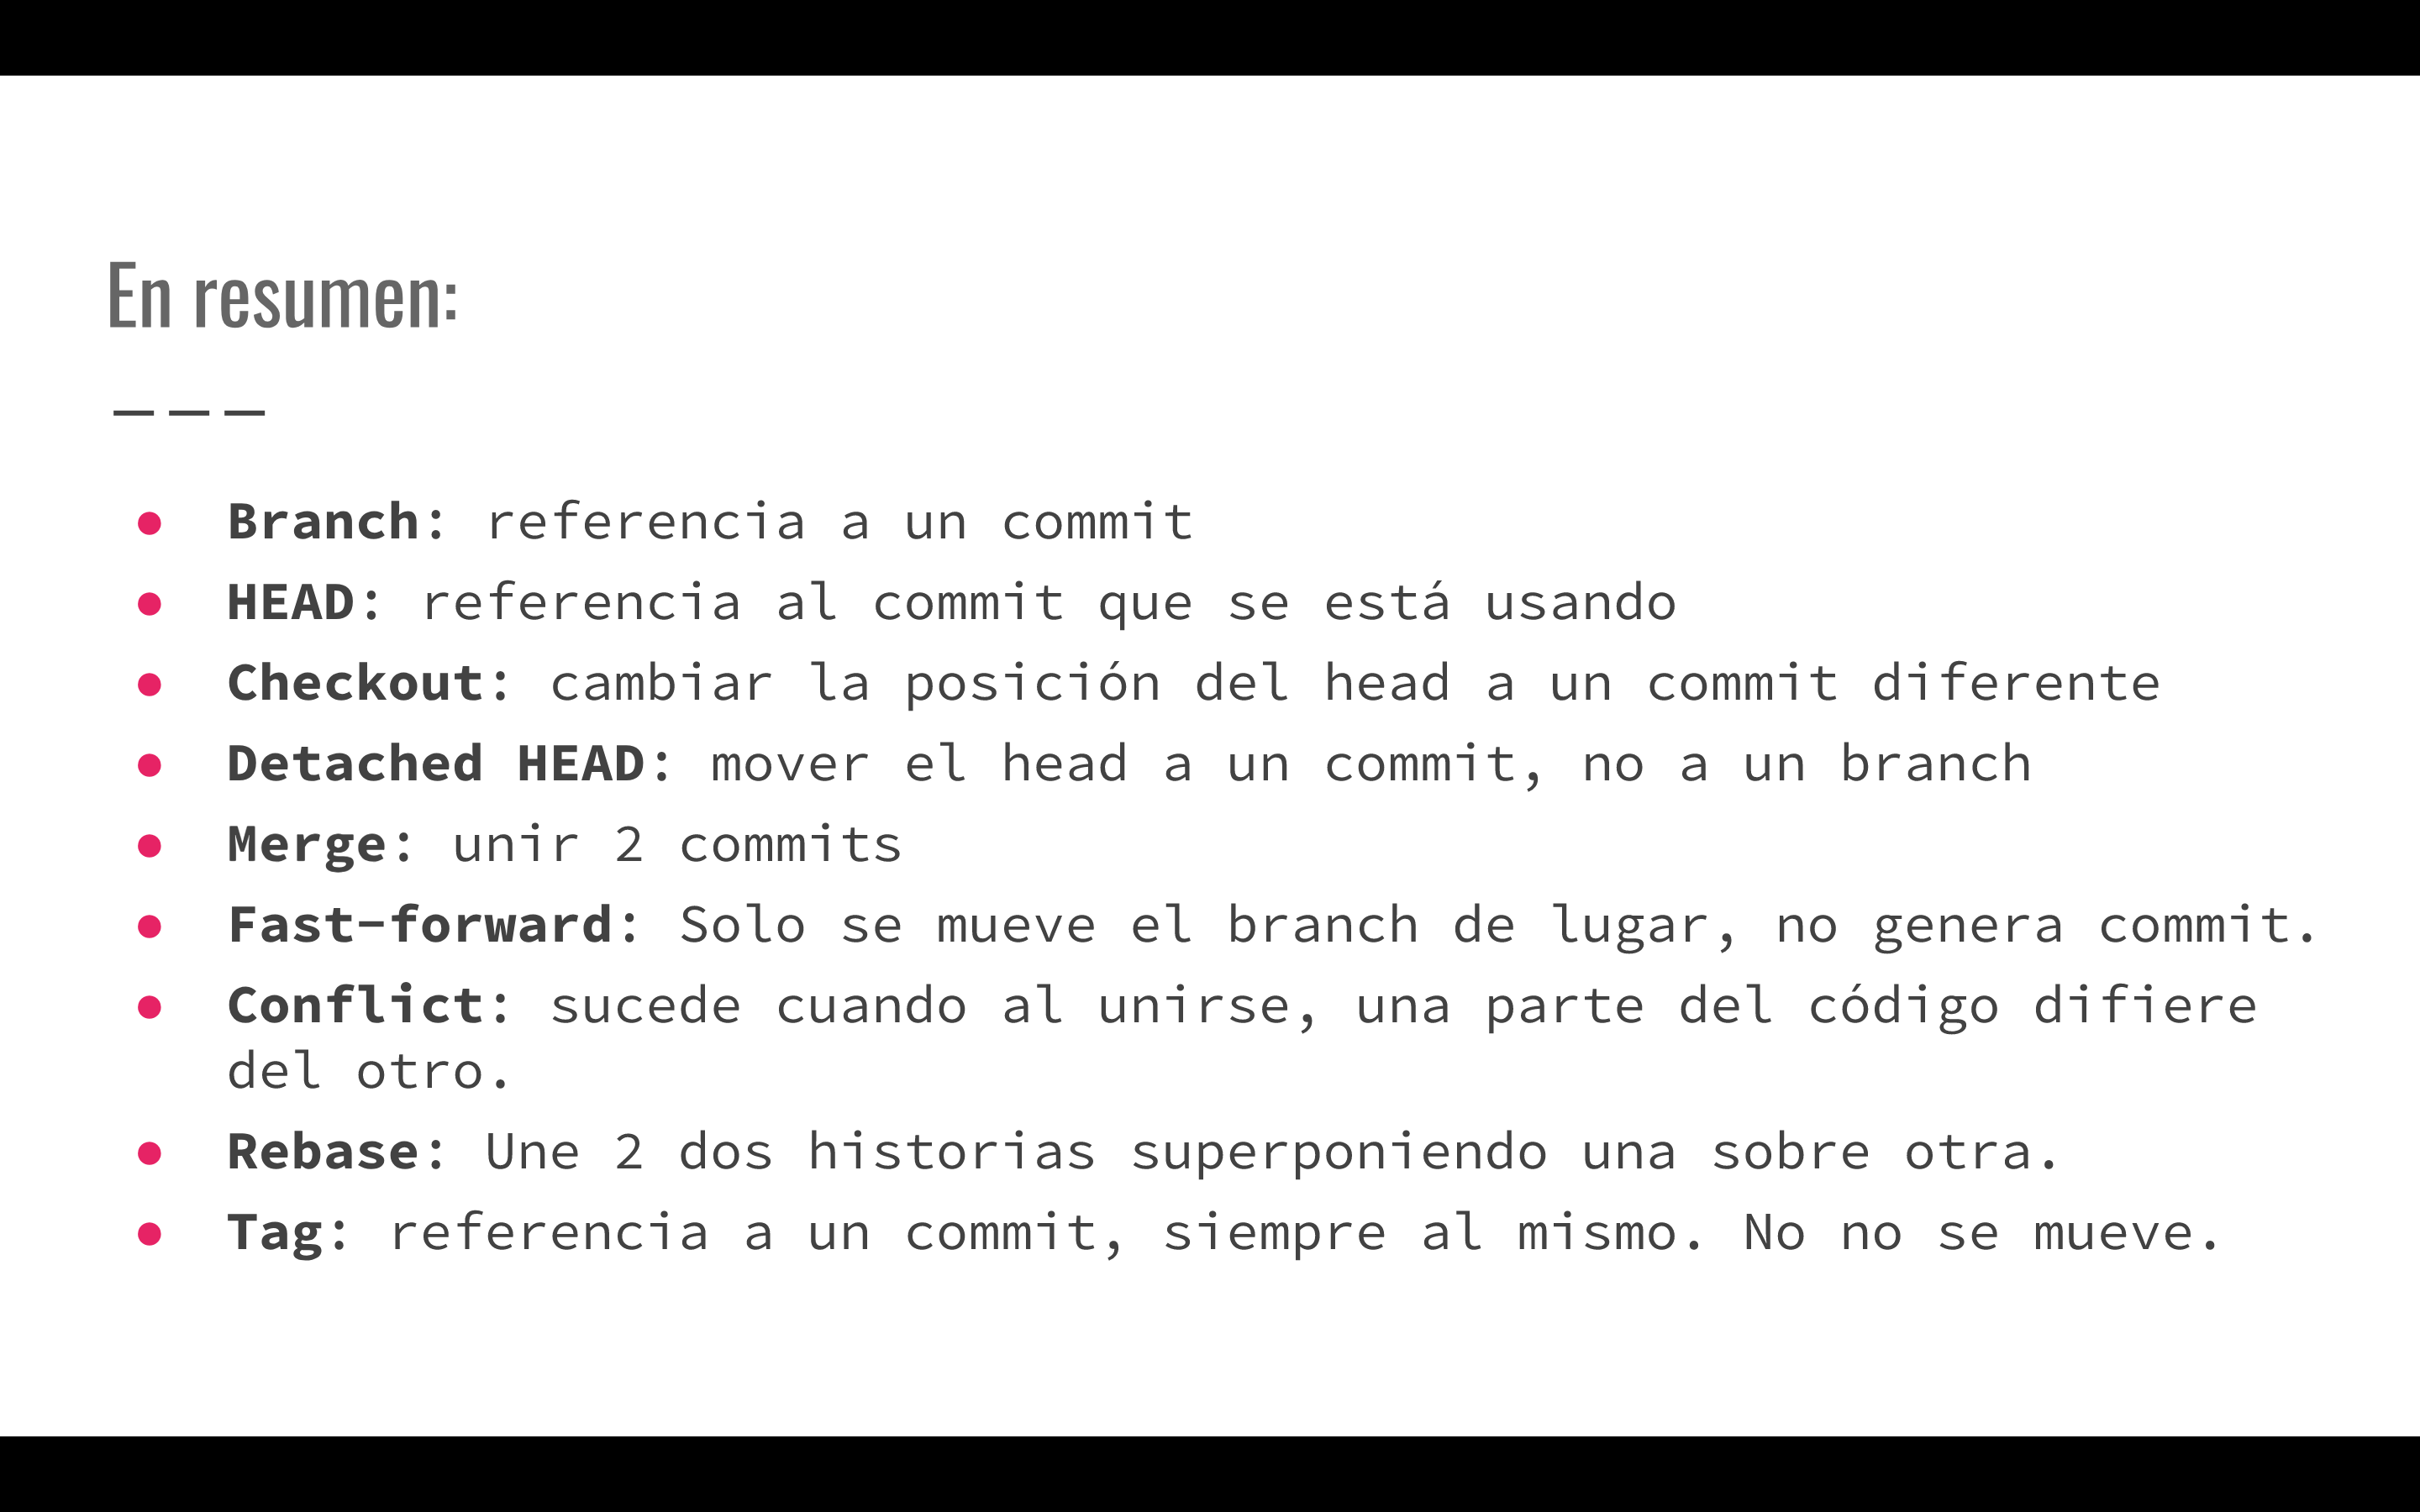 En resumen:
———
● Branch: referencia a un commit
● HEAD: referencia al commit que se está usando
● Checkout: cambiar la posición del head a un commit diferente
● Detached HEAD: mover el head a un commit, no a un branch
● Merge: unir 2 commits
● Fast-forward: Solo se mueve el branch de lugar, no genera commit.
● Conflict: sucede cuando al unirse, una parte del código difiere
del otro.
● Rebase: Une 2 dos historias superponiendo una sobre otra.
● Tag: referencia a un commit, siempre al mismo. No no se mueve.